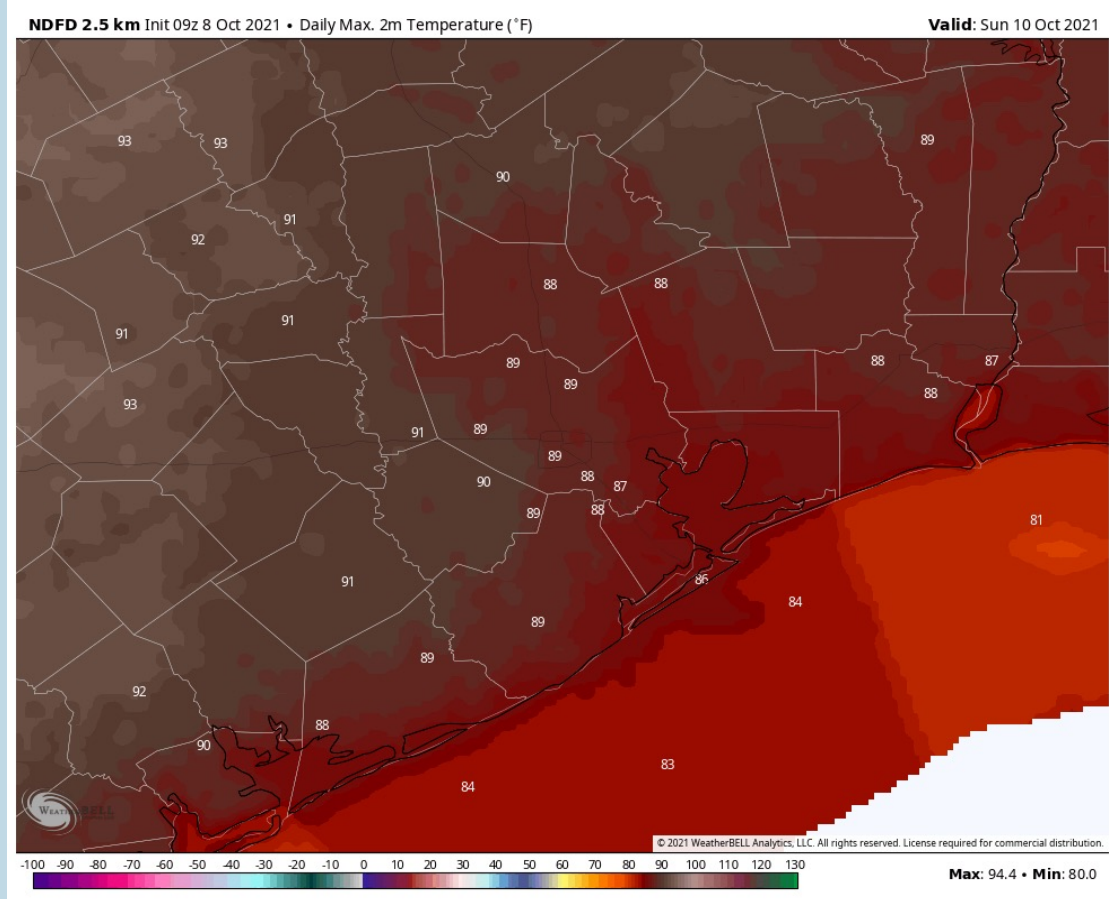 NDFD 2.5 km Init 09z 8 Oct 2021 • Daily Max. 2m Temperature (˚F) Valid: Sun 10 Oct 2021
93 93 89
90
91
92
88 88
91
91
89 88 87
89 88
93
91 89
89
90 88 87
89 88
81
91 86
84
89
89
92
88
90
83
84
WEATHERBELL
© 2021 WeatherBELL Analytics, LLC. All rights reserved. License required for commercial distribution.
-100 -90 -80 -70 -60 -50 -40 -30 -20 -10 0 10 20 30 40 50 60 70 80 90 100 110 120 130
Max: 94.4 • Min: 80.0